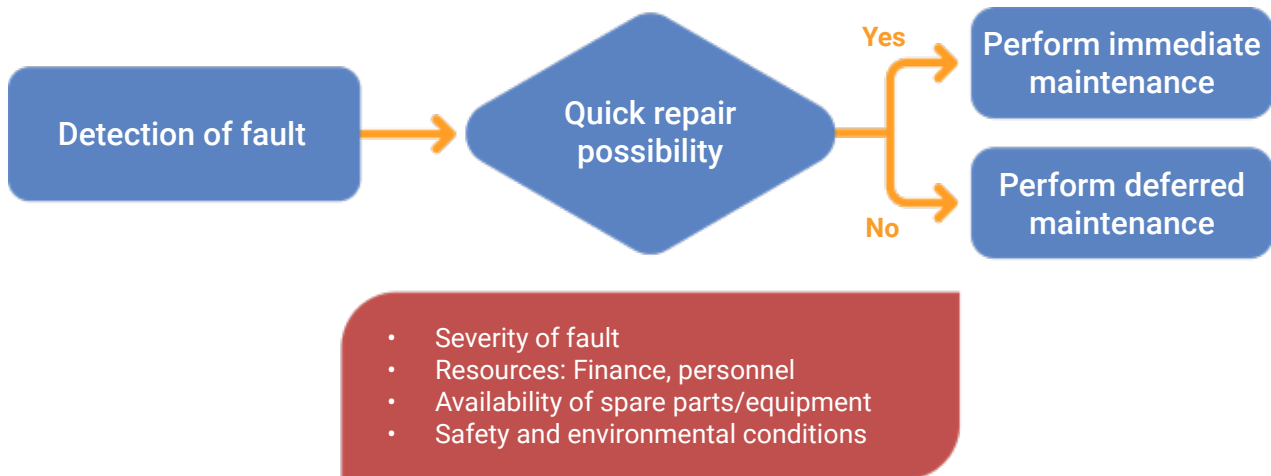 Detection of fault
Quick repair
possibility
Yes
Perform immediate
maintenance
No
Perform deferred
maintenance
• Severity of fault
• Resources: Finance, personnel
• Availability of spare parts/equipment
• Safety and environmental conditions